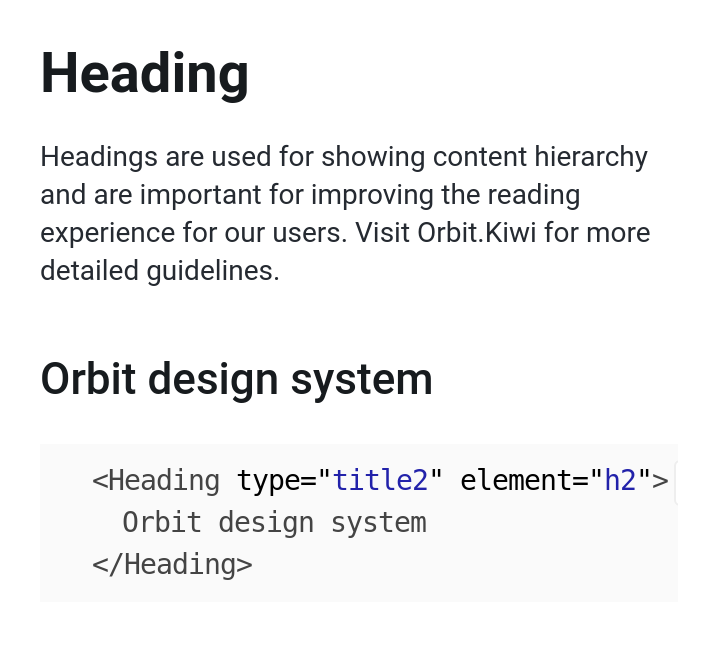 Heading
Headings are used for showing content hierarchy
and are important for improving the reading
experience for our users. Visit Orbit.Kiwi for more
detailed guidelines.
Orbit design system
<Heading type="title2" element="h2">
  Orbit design system
</Heading>